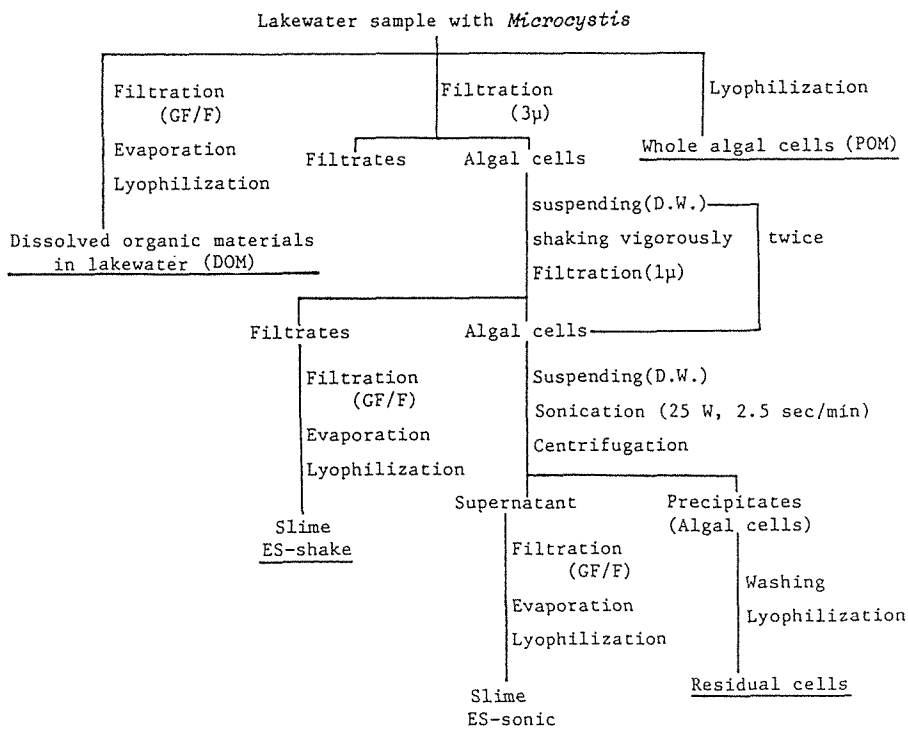 Lakewater sample with Microcystis
Filtration
(GF/F)
Evaporation
Lyophilization
Dissolved organic materials
in lakewater (DOM)
Filtration
(3μ)
Filtrates
Algal cells
Lyophilization
Whole algal cells (POM)
suspending(D.W.)
shaking vigorously
Filtration(1μ)
twice
Filtrates
Algal cells
Filtration
(GF/F)
Evaporation
Lyophilization
Slime
ES-shake
Suspending(D.W.)
Sonication (25 W, 2.5 sec/min)
Centrifugation
Supernatant
Precipitates
(Algal cells)
Filtration
(GF/F)
Evaporation
Lyophilization
Slime
ES-sonic
Washing
Lyophilization
Residual cells